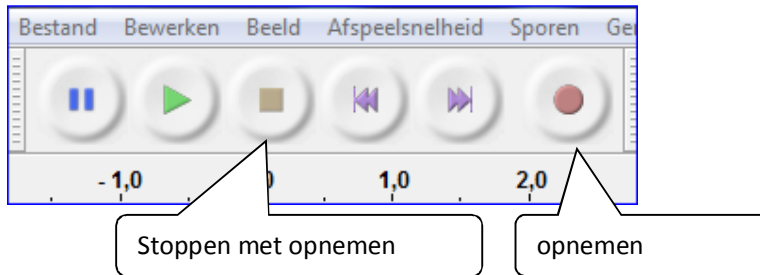 Bestand Bewerken Beeld Afspeelsnelheid Sporen
- 1,0 1,0 2,0
Stoppen met opnemen opnemen